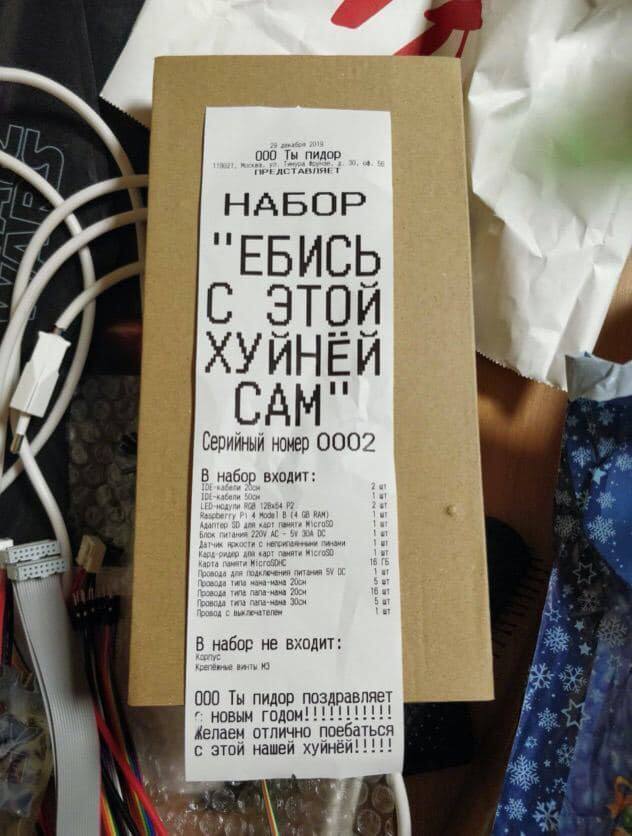 29 декабря 2019
ООО Ты пидор
119021, Москва, ул. Тимура Фрунзе, д. 30, оф. 56
ПРЕДСТАВЛЯЕТ
НАБОР
"ЕБИСЬ
С ЭТОЙ
ХУЙНЁЙ
САМ"
Серийный номер 0002
В набор входит:
IDE-кабели 20см 2 шт
IDE-кабели 50см 1 шт
LED-модули RGB 128x64 P2 2 шт
Raspberry Pi 4 Model B (4 GB RAM) 1 шт
Адаптер SD для карт памяти MicroSD 1 шт
Блок питания 220V AC - 5V 30A DC 1 шт
Датчик яркости с неприпаянными пинами 1 шт
Кард-ридер для карт памяти MicroSD 1 шт
Карта памяти MicroSDHC 16 ГБ
Провода для подключения питания 5V DC 1 шт
Провода типа мама-мама 20см 5 шт
Провода типа папа-мама 20см 16 шт
Провода типа папа-мама 30см 5 шт
Провод с выключателем 1 шт
В набор не входит:
Корпус
Крепёжные винты М3
ООО Ты пидор поздравляет
с новым годом!!!!!!!!!!!!
Желаем отлично поебаться
с этой нашей хуйнёй!!!!!
WARS